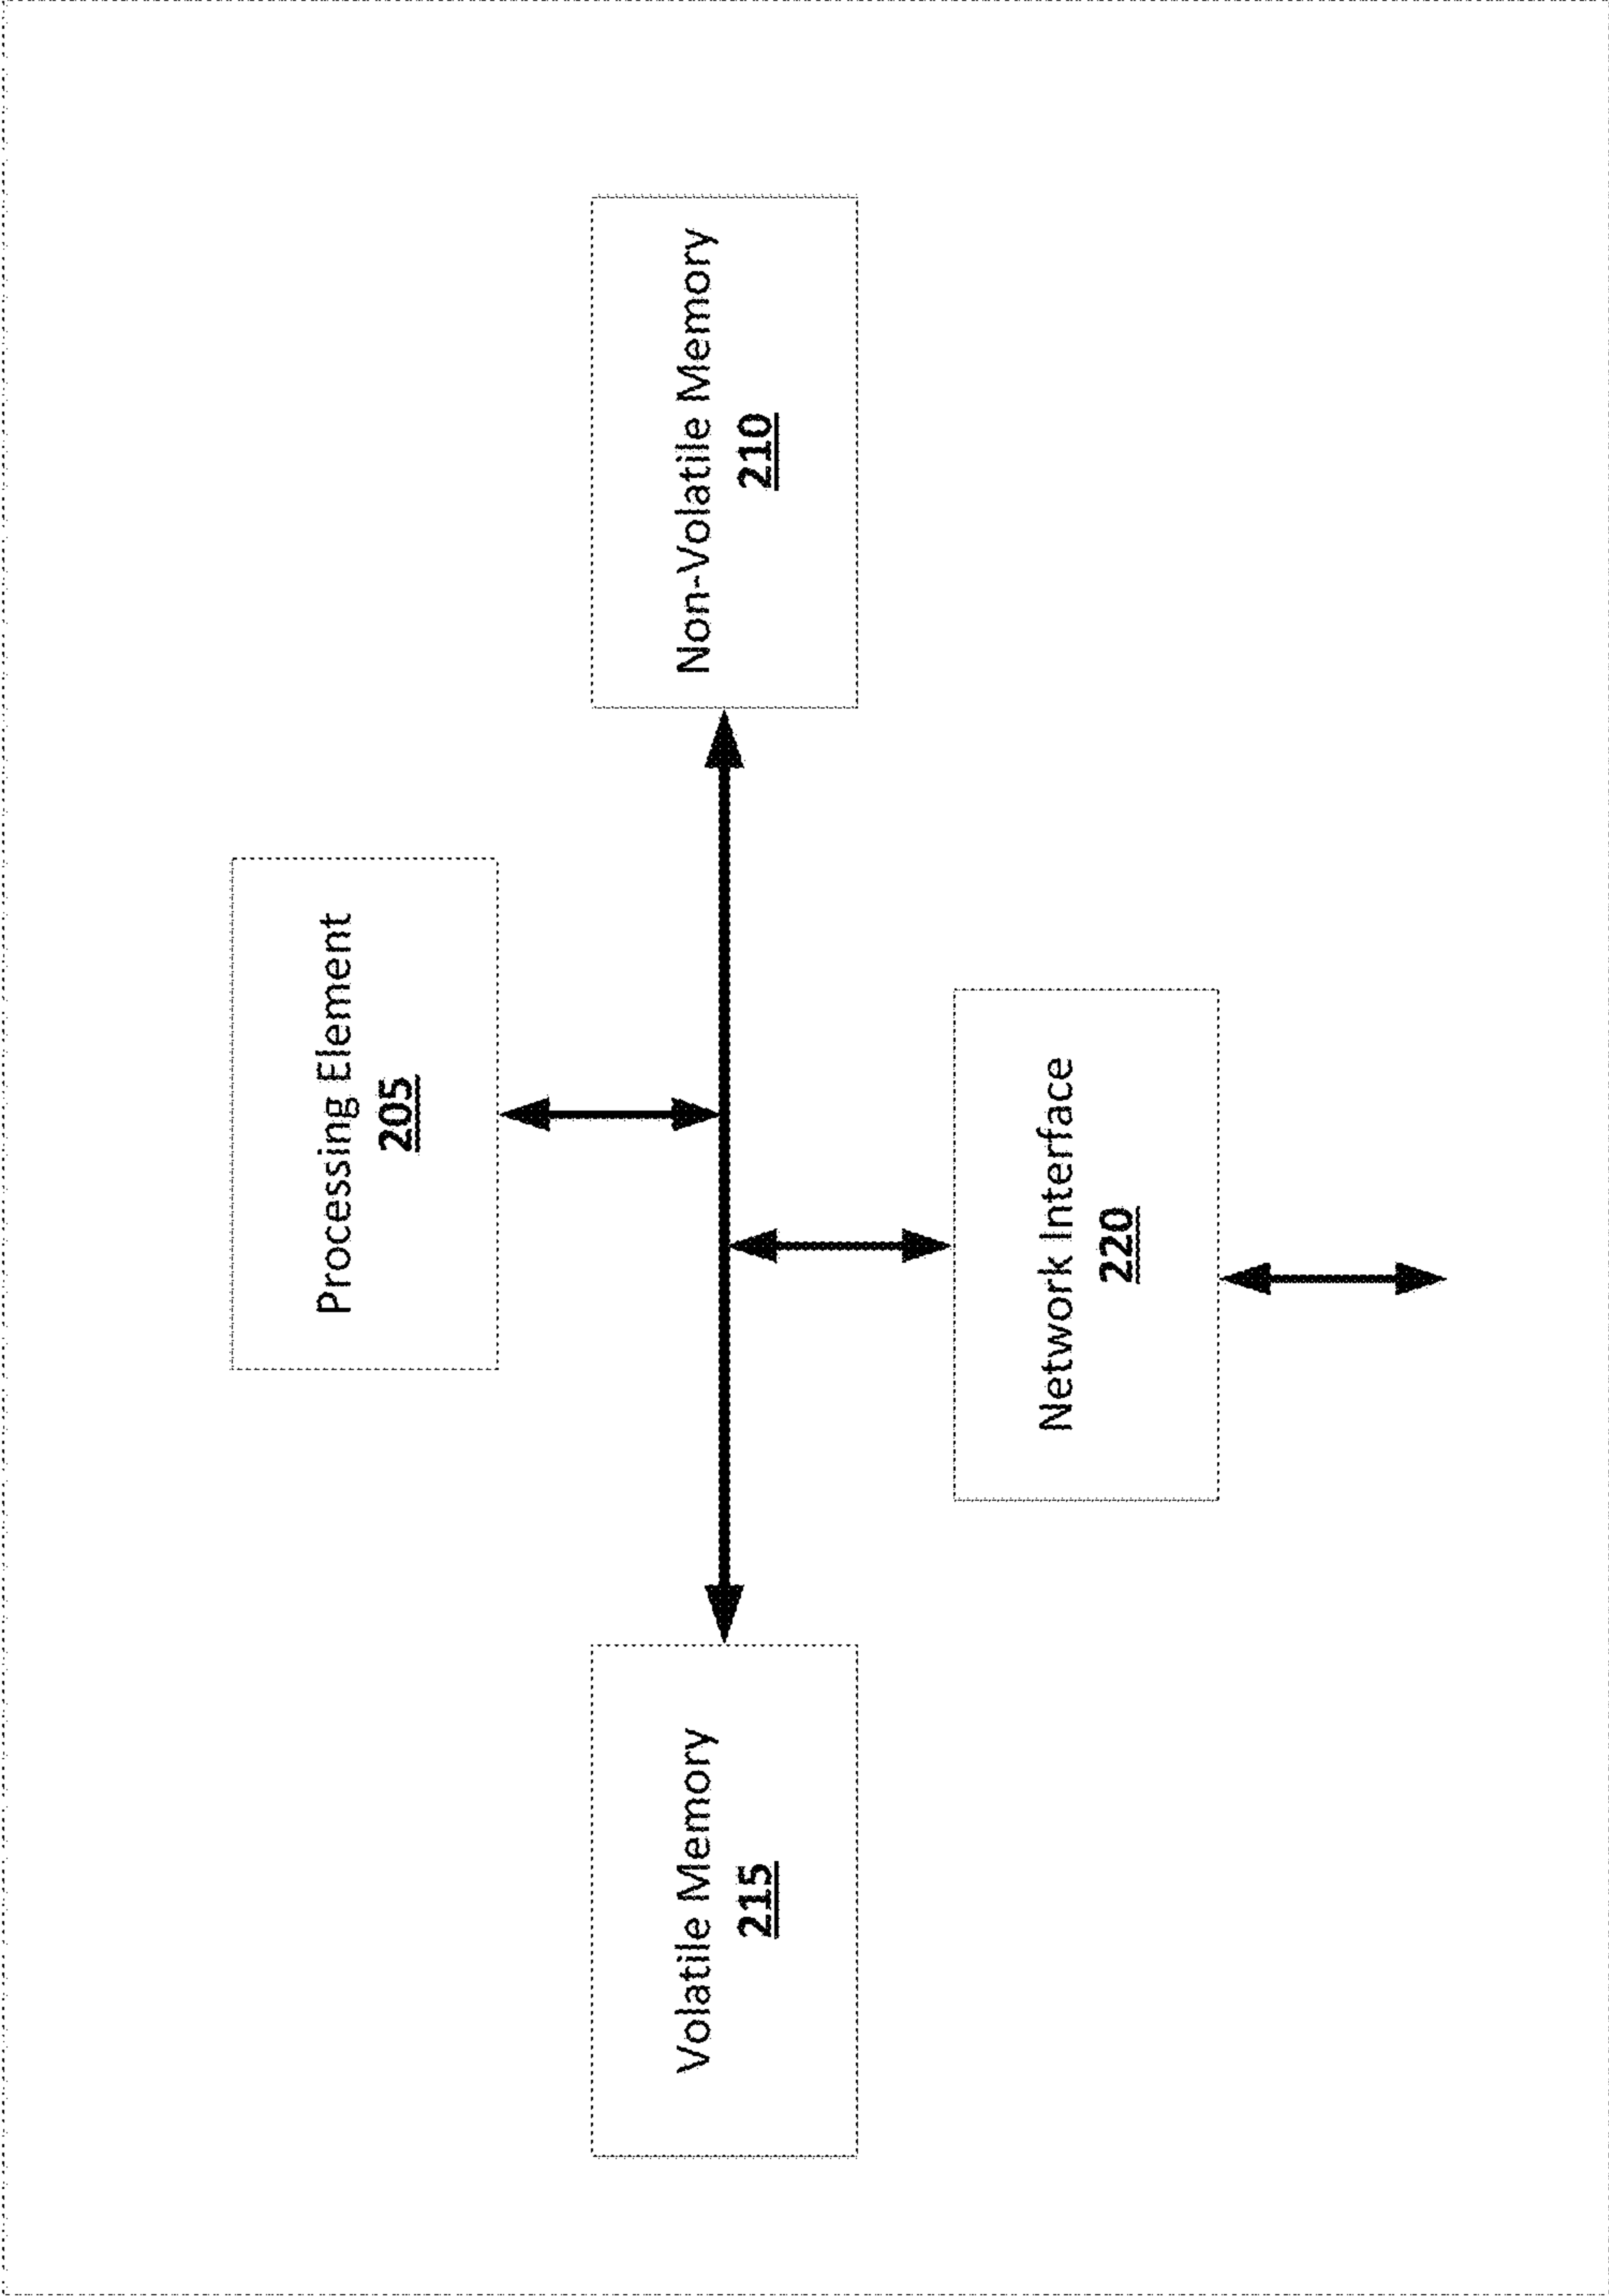 Processing Element
205
Volatile Memory
215
Non-Volatile Memory
210
Network Interface
220